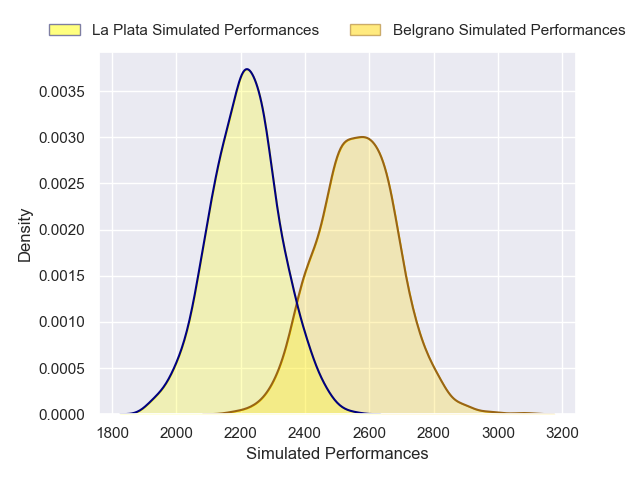 La Plata Simulated Performances Belgrano Simulated Performances
0.0035
0.0030
0.0025
0.0020
0.0015
0.0010
0.0005
0.0000
Density
1800 2000 2200 2400 2600 2800 3000 3200
Simulated Performances